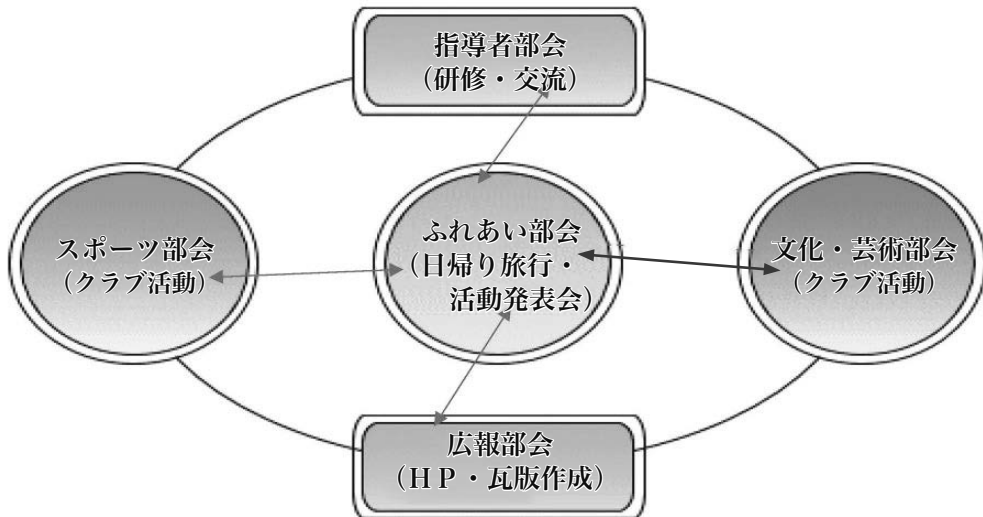 指導者部会
（研修・交流）
スポーツ部会
（クラブ活動）
ふれあい部会
（日帰り旅行・
活動発表会）
文化・芸術部会
（クラブ活動）
広報部会
（ＨＰ・瓦版作成）